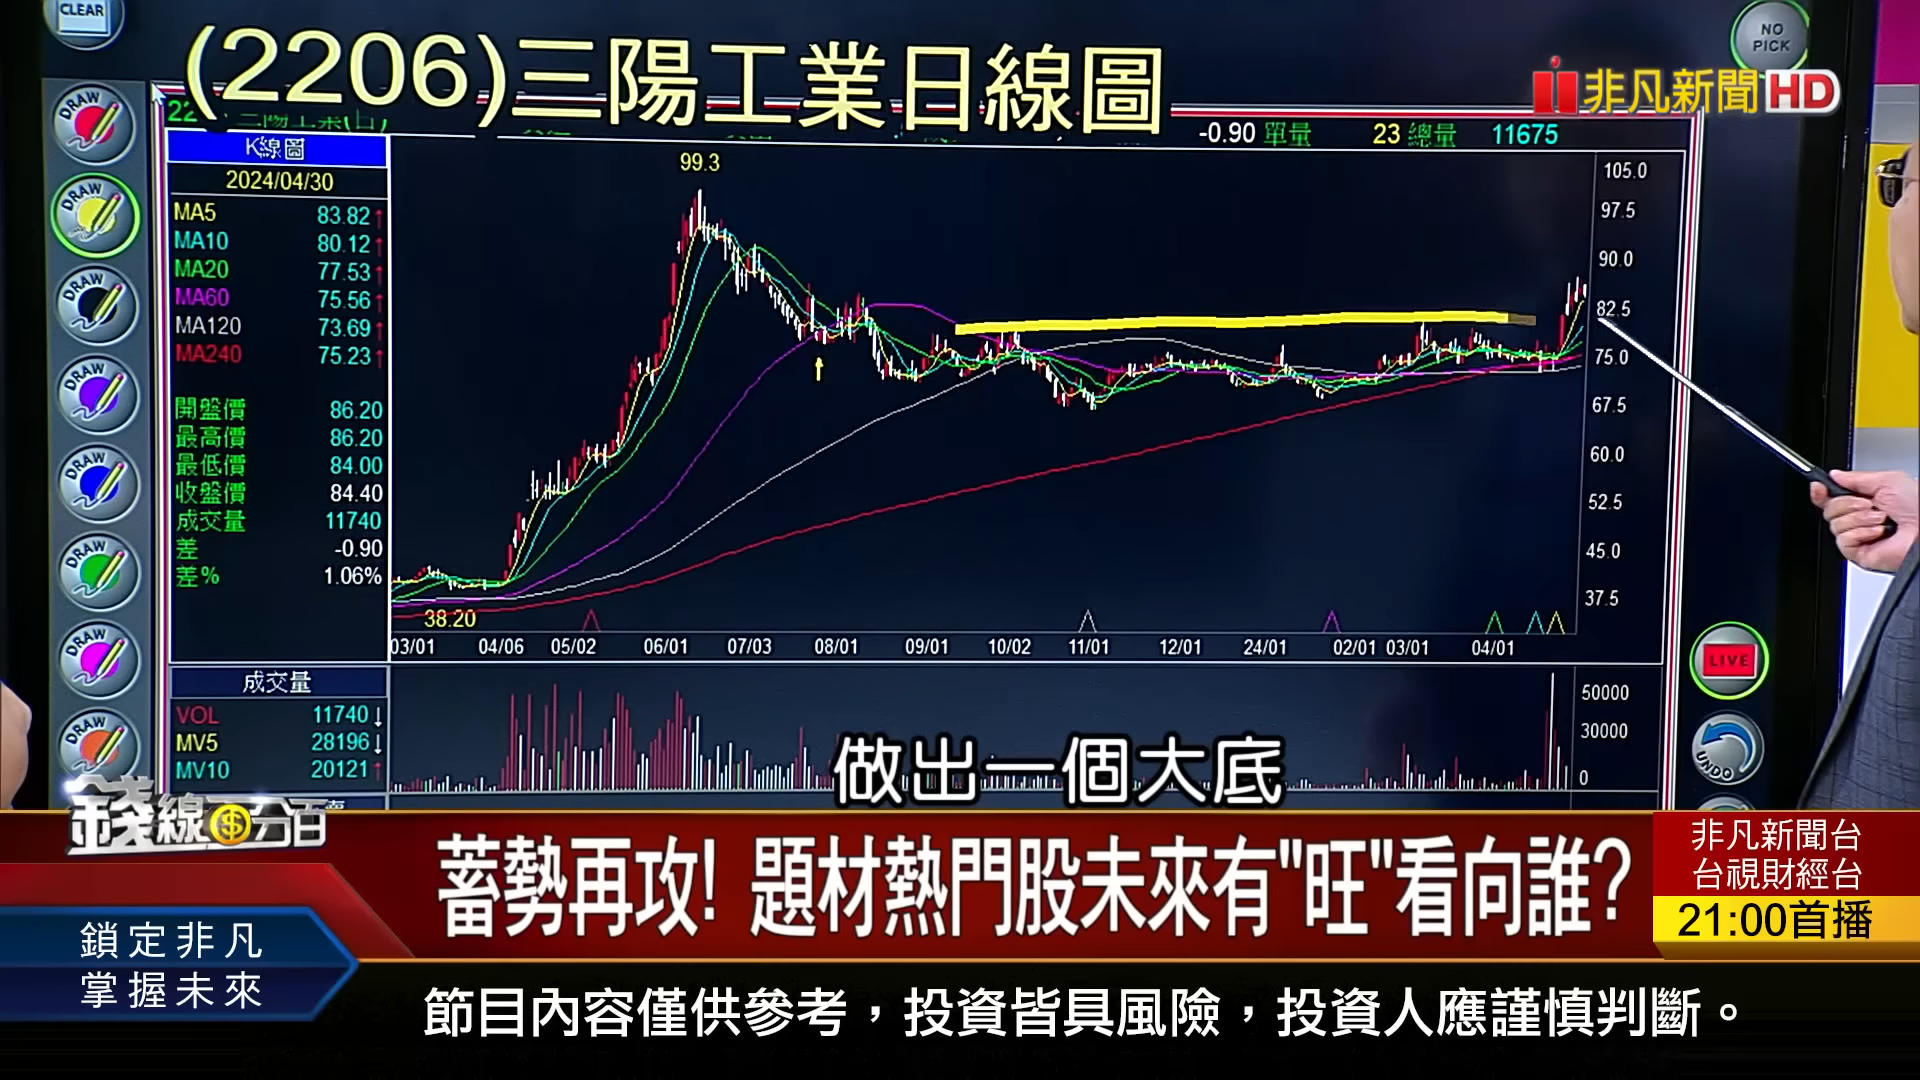 CLEAR
(2206)三陽工業日線圖
NO PICK
非凡新聞HD
-0.90 單量 23 總量 11675
K線圖
2024/04/30
MA5 83.82↑
MA10 80.12↑
MA20 77.53↑
MA60 75.56↑
MA120 73.69↑
MA240 75.23↑
開盤價 86.20
最高價 86.20
最低價 84.00
收盤價 84.40
成交量 11740
差 -0.90
差% 1.06%
99.3
38.20
105.0
97.5
90.0
82.5
75.0
67.5
60.0
52.5
45.0
37.5
03/01 04/06 05/02 06/01 07/03 08/01 09/01 10/02 11/01 12/01 24/01 02/01 03/01 04/01
成交量
VOL 11740↓
MV5 28196↓
MV10 20121↑
50000
30000
0
DRAW
DRAW
DRAW
DRAW
DRAW
DRAW
DRAW
DRAW
LIVE
UNDO
做出一個大底
錢線百分百
蓄勢再攻! 題材熱門股未來有"旺"看向誰?
非凡新聞台
台視財經台
21:00首播
鎖定非凡
掌握未來
節目內容僅供參考，投資皆具風險，投資人應謹慎判斷。